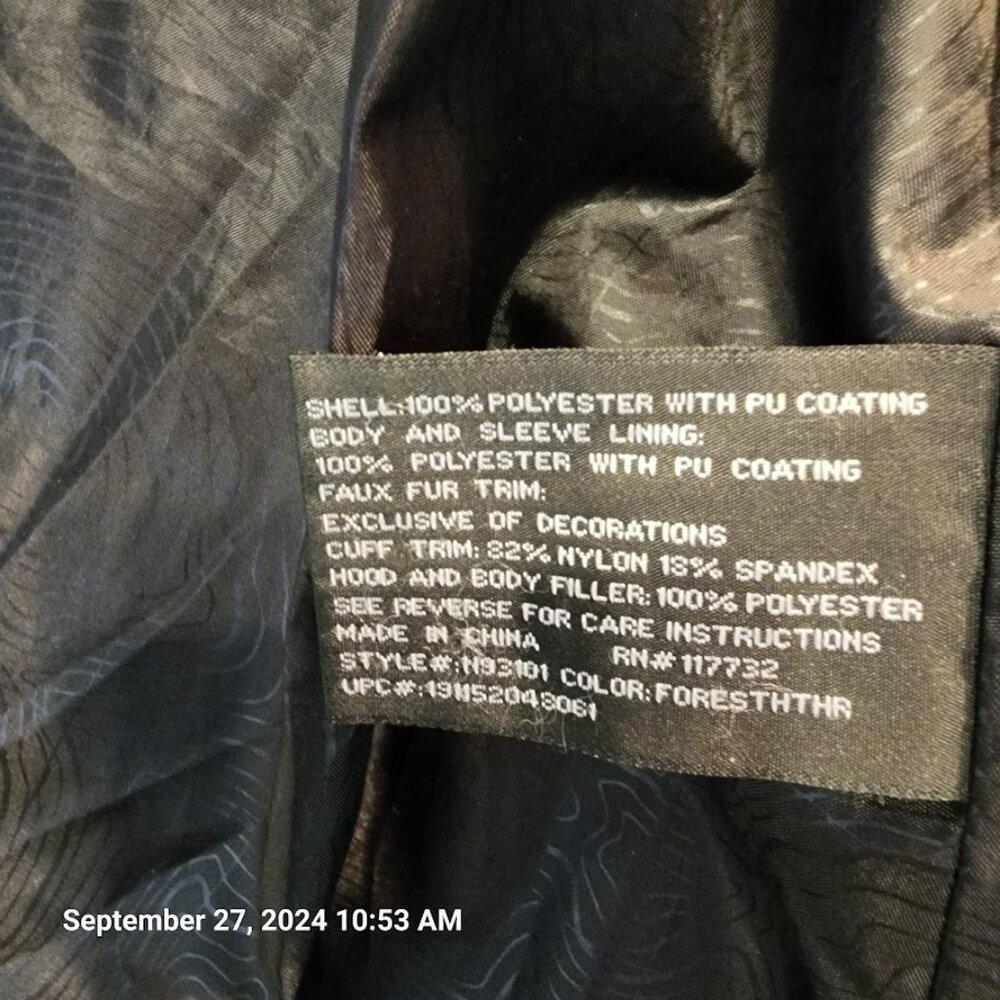 SHELL:100% POLYESTER WITH PU COATING
BODY AND SLEEVE LINING:
100% POLYESTER WITH PU COATING
FAUX FUR TRIM:
EXCLUSIVE OF DECORATIONS
CUFF TRIM: 82% NYLON 18% SPANDEX
HOOD AND BODY FILLER: 100% POLYESTER
SEE REVERSE FOR CARE INSTRUCTIONS
MADE IN CHINA RN# 117732
STYLE#:N93101 COLOR: FORESTHTHR
UPC#:
September 27, 2024 10:53 AM